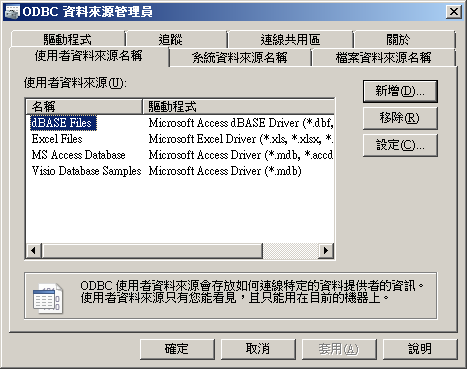 ODBC 資料來源管理員
驅動程式 追蹤 連線共用區 關於
使用者資料來源名稱 系統資料來源名稱 檔案資料來源名稱
使用者資料來源(U):
名稱 驅動程式
dBASE Files Microsoft Access dBASE Driver (*.dbf,
Excel Files Microsoft Excel Driver (*.xls, *.xlsx, *.
MS Access Database Microsoft Access Driver (*.mdb, *.accd
Visio Database Samples Microsoft Access Driver (*.mdb)
新增(D)...
移除(R)
設定(C)...
ODBC 使用者資料來源會存放如何連線特定的資料提供者的資訊。
使用者資料來源只有您能看見，且只能用在目前的機器上。
確定 取消 套用(A) 說明